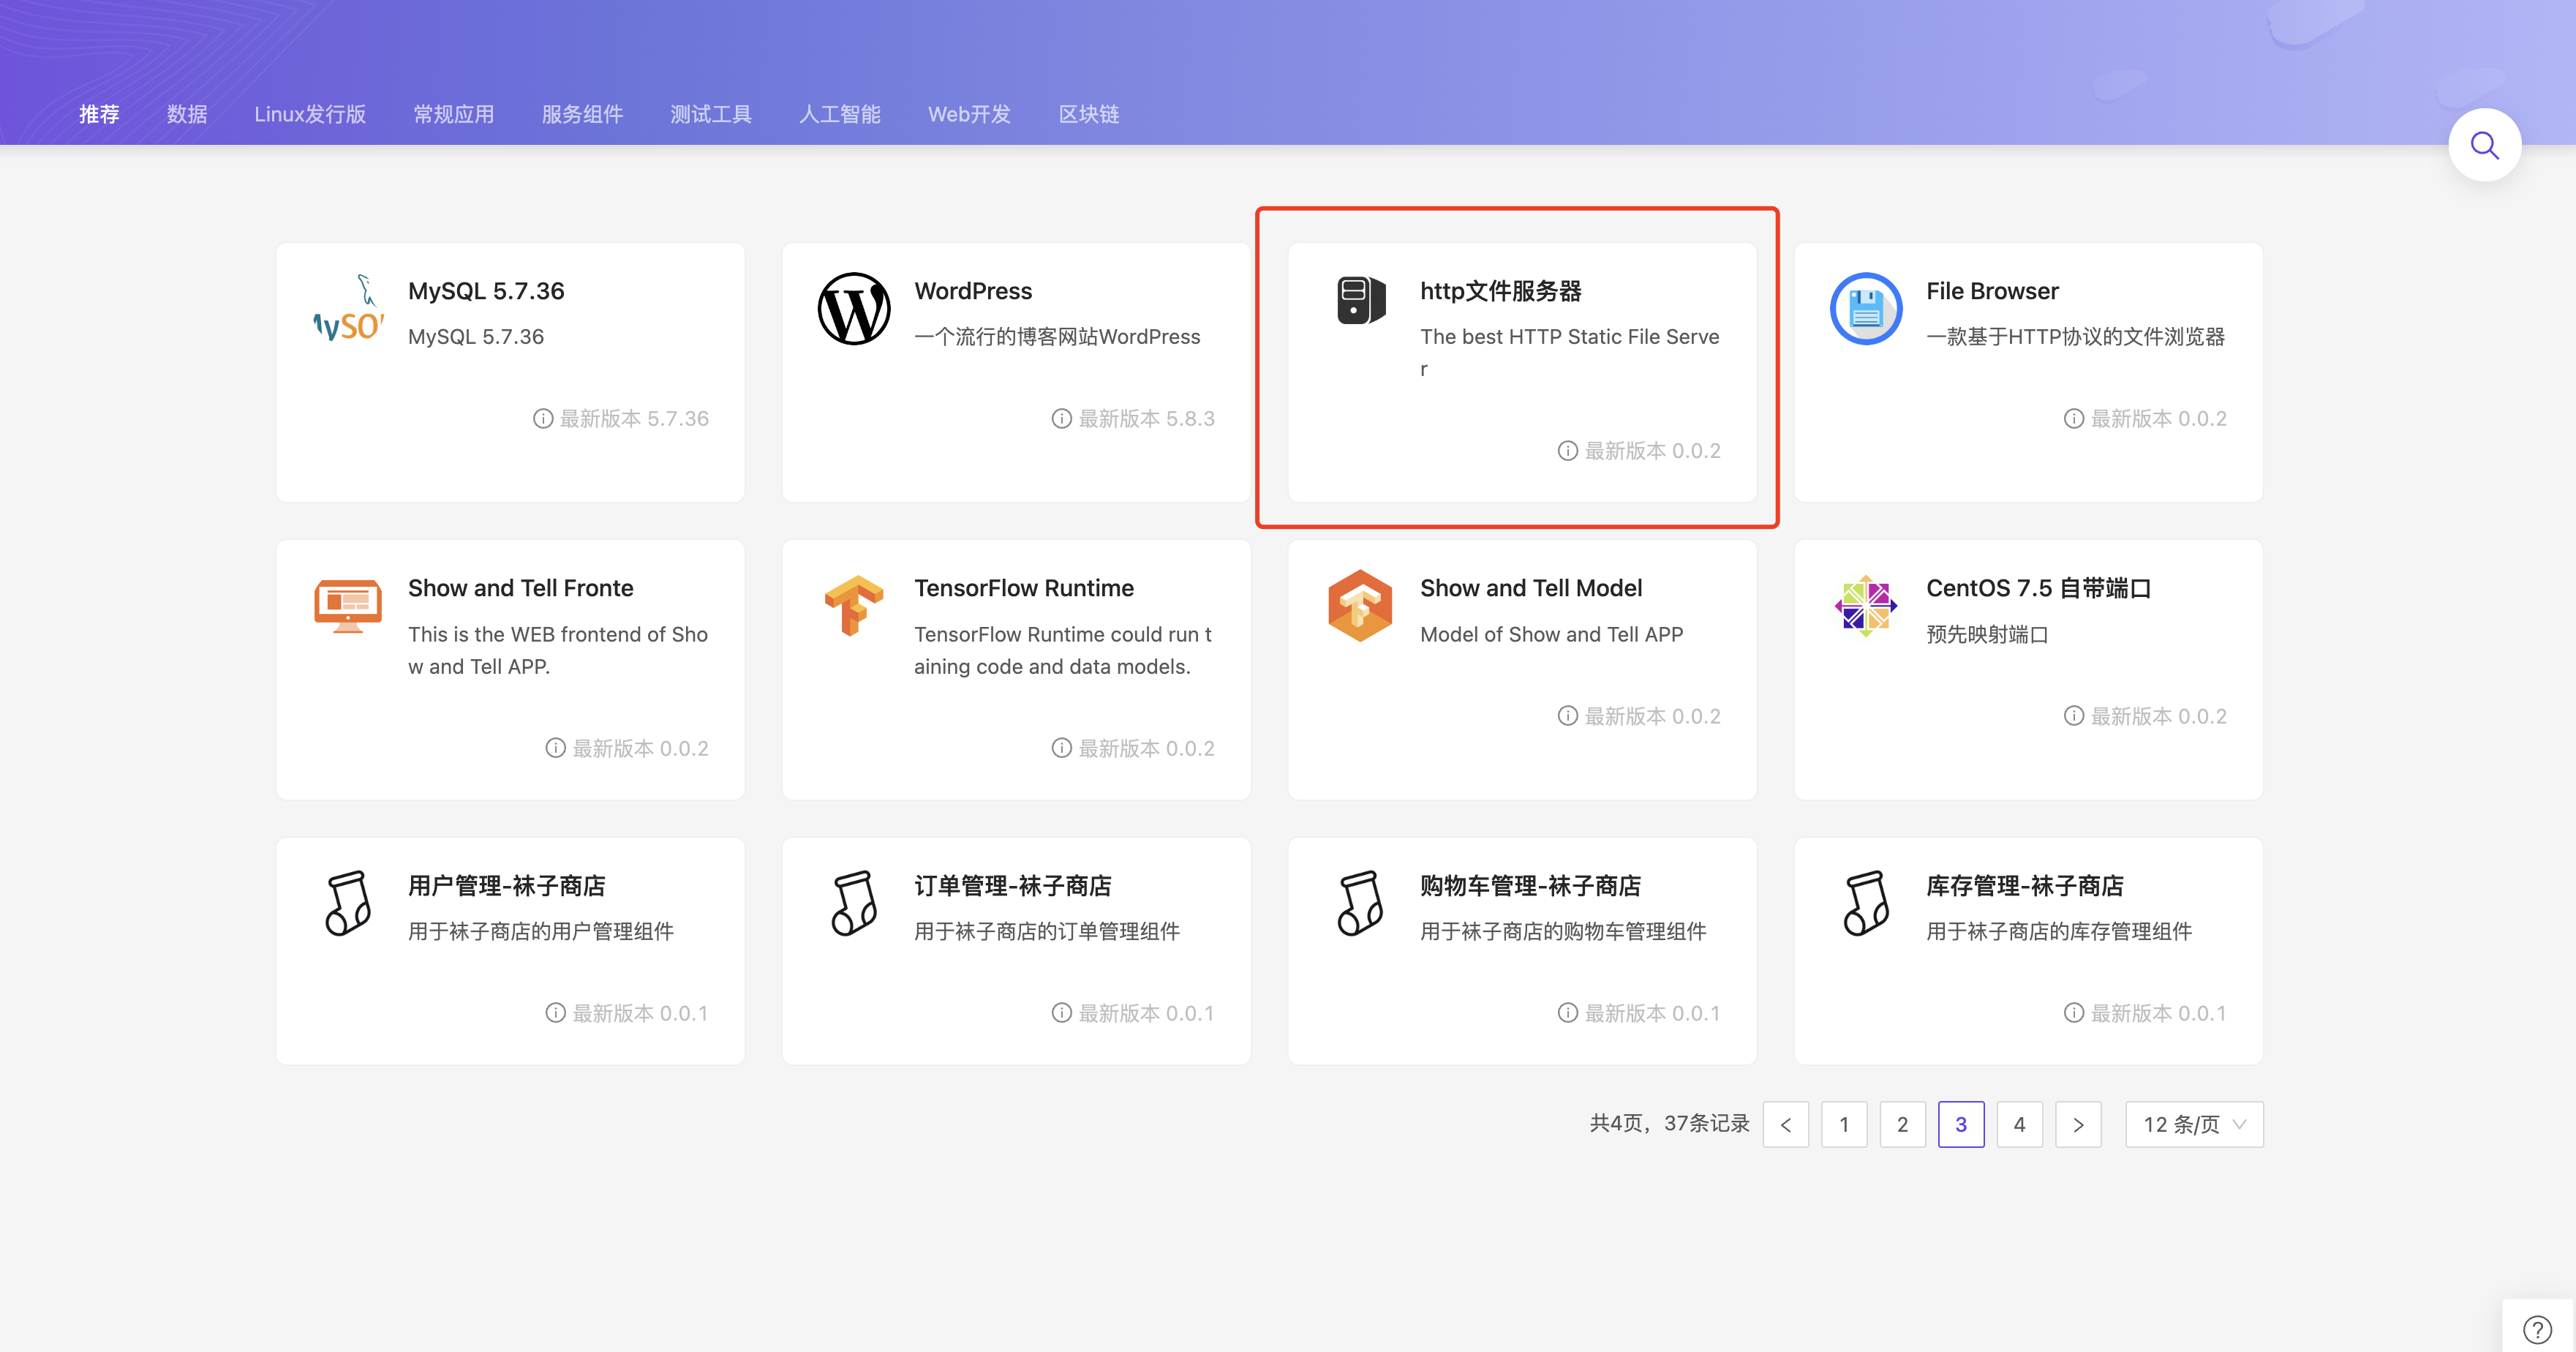 推荐 数据 Linux发行版 常规应用 服务组件 测试工具 人工智能 Web开发 区块链
MySQL 5.7.36
MySQL 5.7.36
最新版本 5.7.36
WordPress
一个流行的博客网站WordPress
最新版本 5.8.3
http文件服务器
The best HTTP Static File Serve
r
最新版本 0.0.2
File Browser
一款基于HTTP协议的文件浏览器
最新版本 0.0.2
Show and Tell Fronte
This is the WEB frontend of Sho
w and Tell APP.
最新版本 0.0.2
TensorFlow Runtime
TensorFlow Runtime could run t
aining code and data models.
最新版本 0.0.2
Show and Tell Model
Model of Show and Tell APP
最新版本 0.0.2
CentOS 7.5 自带端口
预先映射端口
最新版本 0.0.2
用户管理-袜子商店
用于袜子商店的用户管理组件
最新版本 0.0.1
订单管理-袜子商店
用于袜子商店的订单管理组件
最新版本 0.0.1
购物车管理-袜子商店
用于袜子商店的购物车管理组件
最新版本 0.0.1
库存管理-袜子商店
用于袜子商店的库存管理组件
最新版本 0.0.1
共4页，37条记录 < 1 2 3 4 > 12 条/页